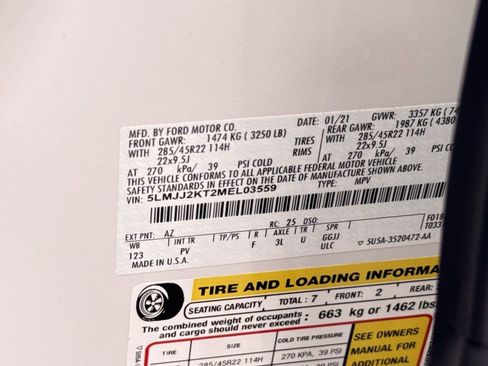 MFD. BY FORD MOTOR CO.
DATE: 01/21
GVWR: 3357 KG
FRONT GAWR: 1474 KG ( 3250 LB)
REAR GAWR: 1987 KG (4380
WITH 285/45R22 114H TIRES WITH 285/45R22 114H
22x9.5J RIMS 22x9.5J
AT 270 kPa/ 39 PSI COLD AT 270 kPa/ 39 PSI
THIS VEHICLE CONFORMS TO ALL APPLICABLE FEDERAL MOTOR VEHICLE
SAFETY STANDARDS IN EFFECT ON THE DATE OF MANUFACTURE SHOWN ABOVE.
VIN: 5LMJJ2KT2MEL03559
TYPE: MPV
EXT PNT: AZ RC: 25 DSO:
WB INT TR TP/PS R AXLE TR SPR
123 PV F 3L U GGJJ
ULC
MADE IN U.S.A.
5U5A-3520472-AA
TIRE AND LOADING
SEATING CAPACITY TOTAL : 7 FRONT: 2 REAR:
The combined weight of occupants
and cargo should never exceed : 663 kg or 1462 lbs.
TIRE SIZE COLD TIRE PRESSURE
285/45R22 114H 270 KPA, 39 PSI
SEE OWNERS
MANUAL FOR
ADDITIONAL